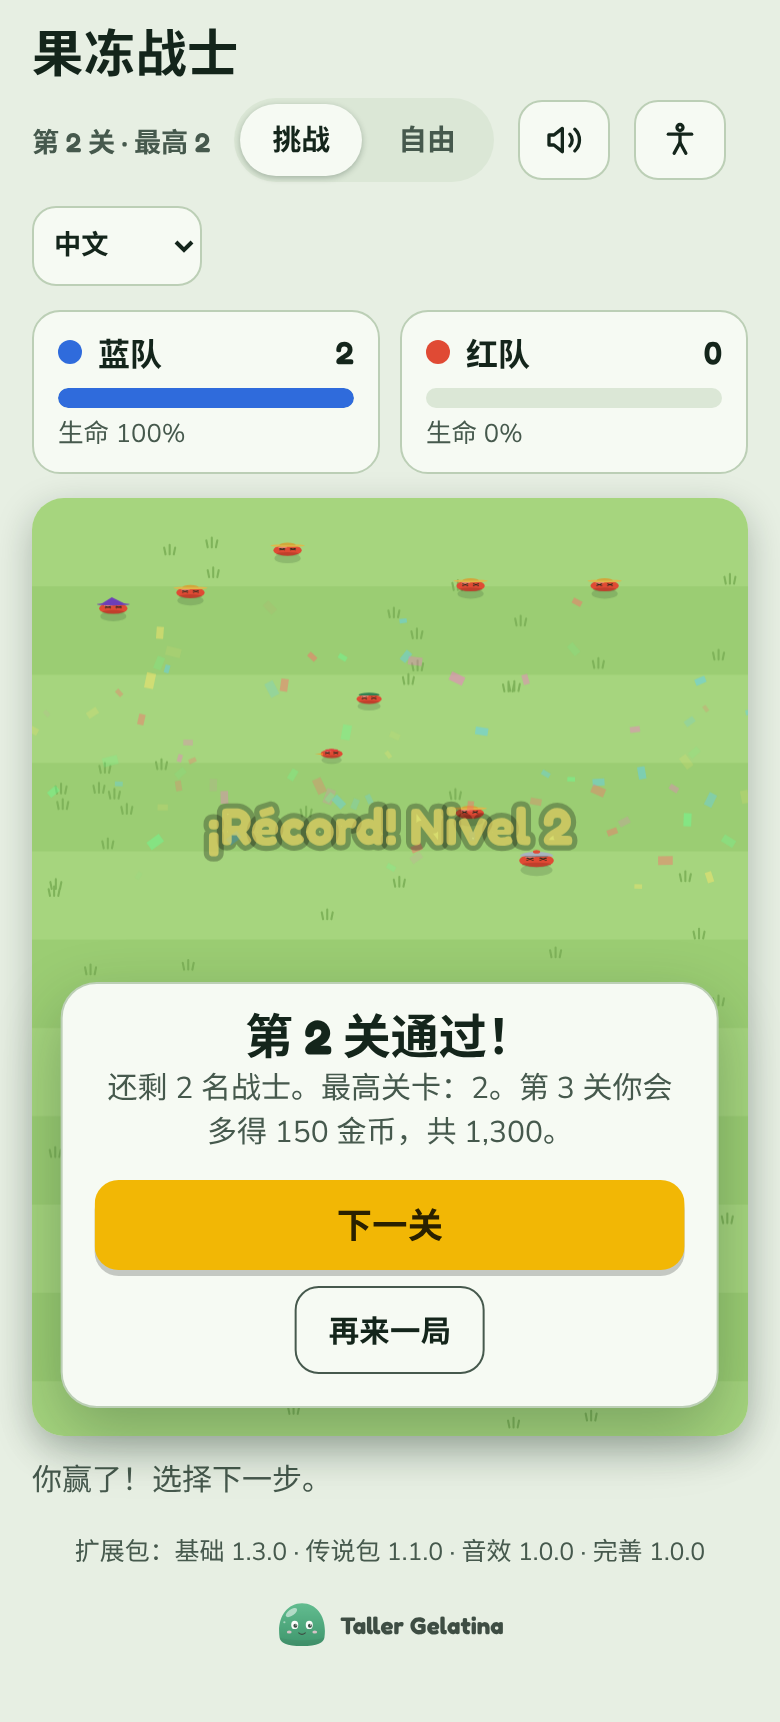 果冻战士
第 2 关 · 最高 2
挑战
自由
中文
蓝队 2
生命 100%
红队 0
生命 0%
¡Récord! Nivel 2
第 2 关通过！
还剩 2 名战士。最高关卡：2。第 3 关你会
多得 150 金币，共 1,300。
下一关
再来一局
你赢了！选择下一步。
扩展包：基础 1.3.0 · 传说包 1.1.0 · 音效 1.0.0 · 完善 1.0.0
Taller Gelatina